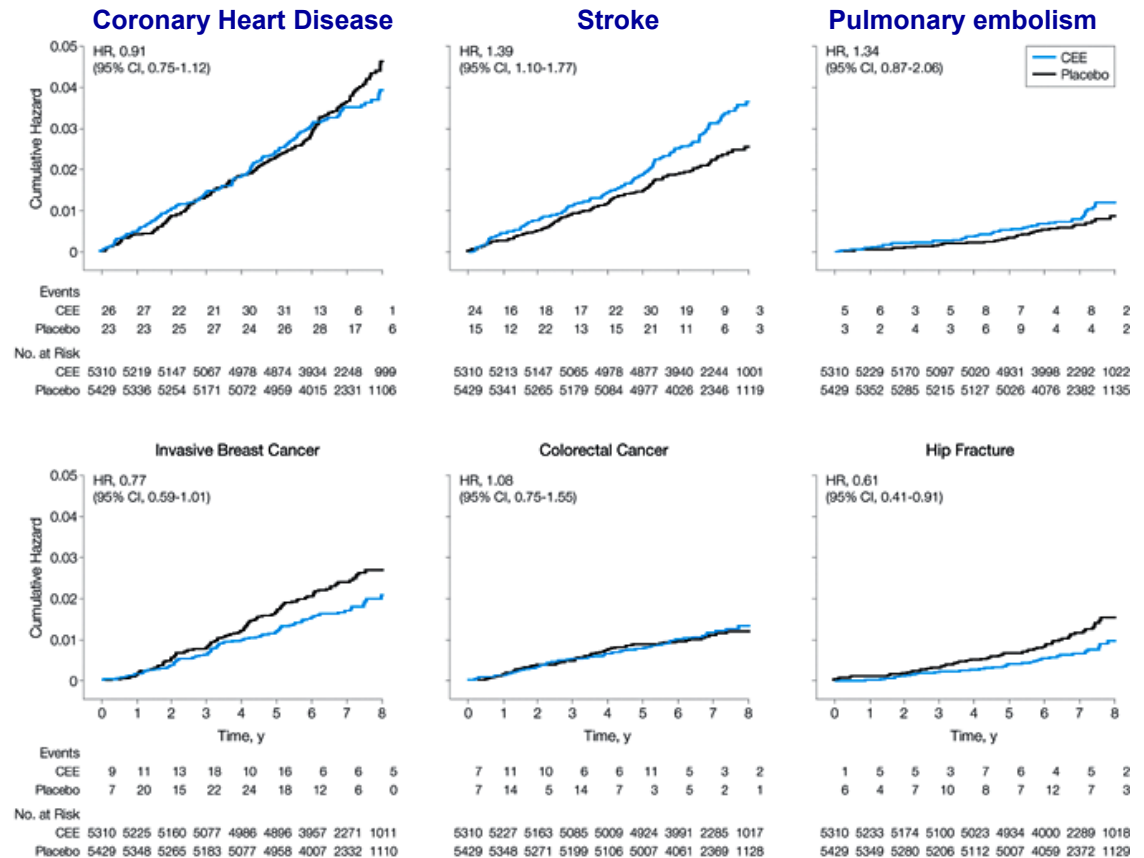 Coronary Heart Disease
Stroke
Pulmonary embolism
Cumulative Hazard
0.05
0.04
0.03
0.02
0.01
0
HR, 0.91
(95% CI, 0.75-1.12)
HR, 1.39
(95% CI, 1.10-1.77)
HR, 1.34
(95% CI, 0.87-2.06)
CEE
Placebo
Events
CEE 26 27 22 21 30 31 13 6 1 24 16 18 17 22 30 19 9 3 5 6 3 5 8 7 4 8 2
Placebo 23 23 25 27 24 26 28 17 6 15 12 22 13 15 21 11 6 3 3 2 4 3 6 9 4 4 2
No. at Risk
CEE 5310 5219 5147 5067 4978 4874 3934 2248 999 5310 5213 5147 5065 4978 4877 3940 2244 1001 5310 5229 5170 5097 5020 4931 3998 2292 1022
Placebo 5429 5336 5254 5171 5072 4959 4015 2331 1106 5429 5341 5265 5179 5084 4977 4026 2346 1119 5429 5352 5285 5215 5127 5026 4076 2382 1135
Invasive Breast Cancer
Colorectal Cancer
Hip Fracture
Cumulative Hazard
0.05
0.04
0.03
0.02
0.01
0
HR, 0.77
(95% CI, 0.59-1.01)
HR, 1.08
(95% CI, 0.75-1.55)
HR, 0.61
(95% CI, 0.41-0.91)
0 1 2 3 4 5 6 7 8 0 1 2 3 4 5 6 7 8 0 1 2 3 4 5 6 7 8
Time, y Time, y Time, y
Events
CEE 9 11 13 18 10 16 6 6 5 7 11 10 6 6 11 5 3 2 1 5 5 3 7 6 4 5 2
Placebo 7 20 15 22 24 18 12 6 0 7 14 5 14 7 3 5 2 1 6 4 7 10 8 7 12 7 3
No. at Risk
CEE 5310 5225 5160 5077 4986 4896 3957 2271 1011 5310 5227 5163 5085 5009 4924 3991 2285 1017 5310 5233 5174 5100 5023 4934 4000 2289 1018
Placebo 5429 5348 5265 5183 5077 4958 4007 2332 1110 5429 5348 5271 5199 5106 5007 4061 2369 1128 5429 5349 5280 5206 5112 5007 4059 2372 1129